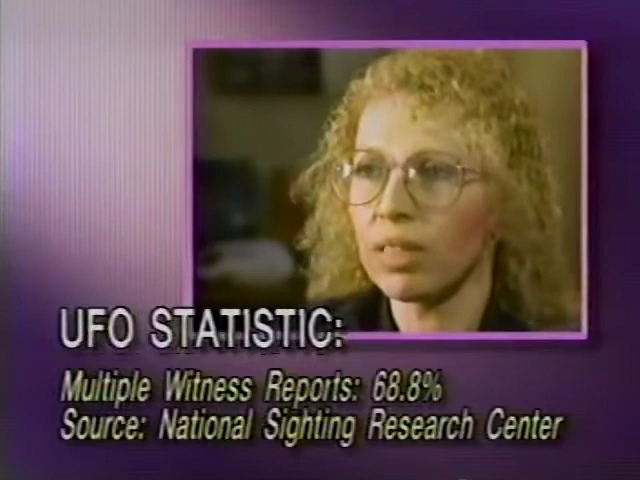 UFO STATISTIC:
Multiple Witness Reports: 68.8%
Source: National Sighting Research Center